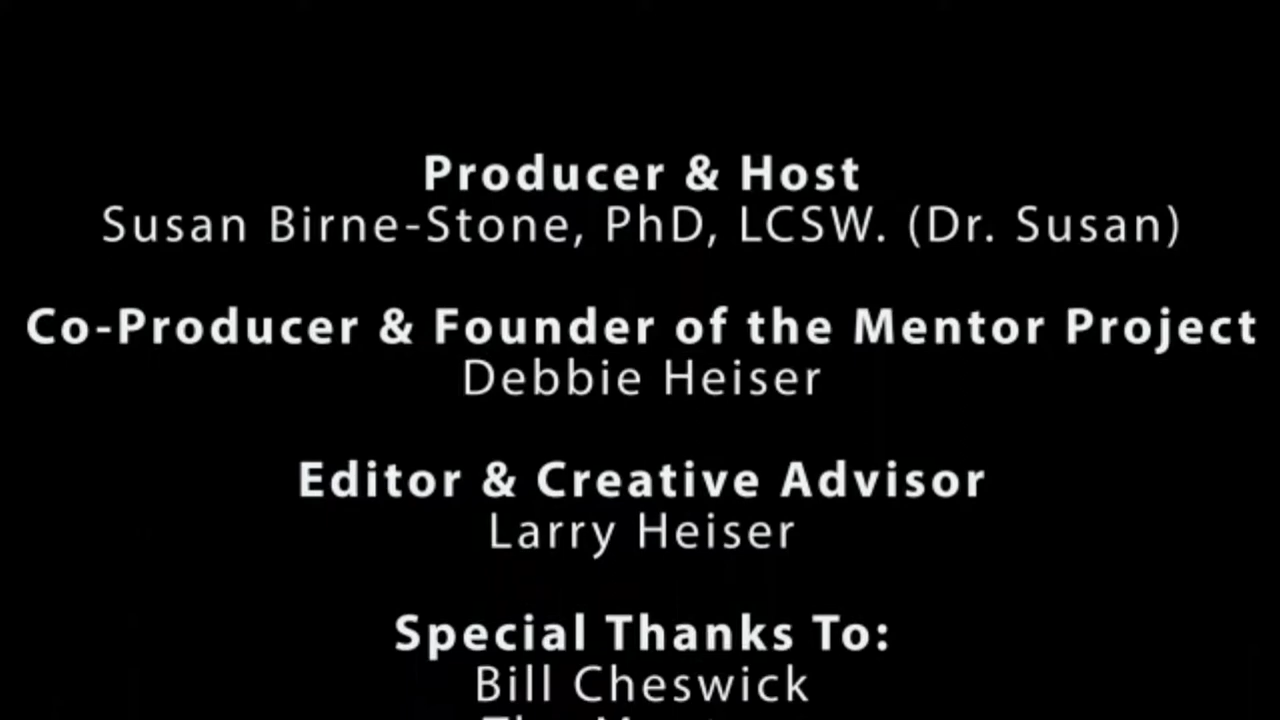 Producer & Host
Susan Birne-Stone, PhD, LCSW. (Dr. Susan)
Co-Producer & Founder of the Mentor Project
Debbie Heiser
Editor & Creative Advisor
Larry Heiser
Special Thanks To:
Bill Cheswick